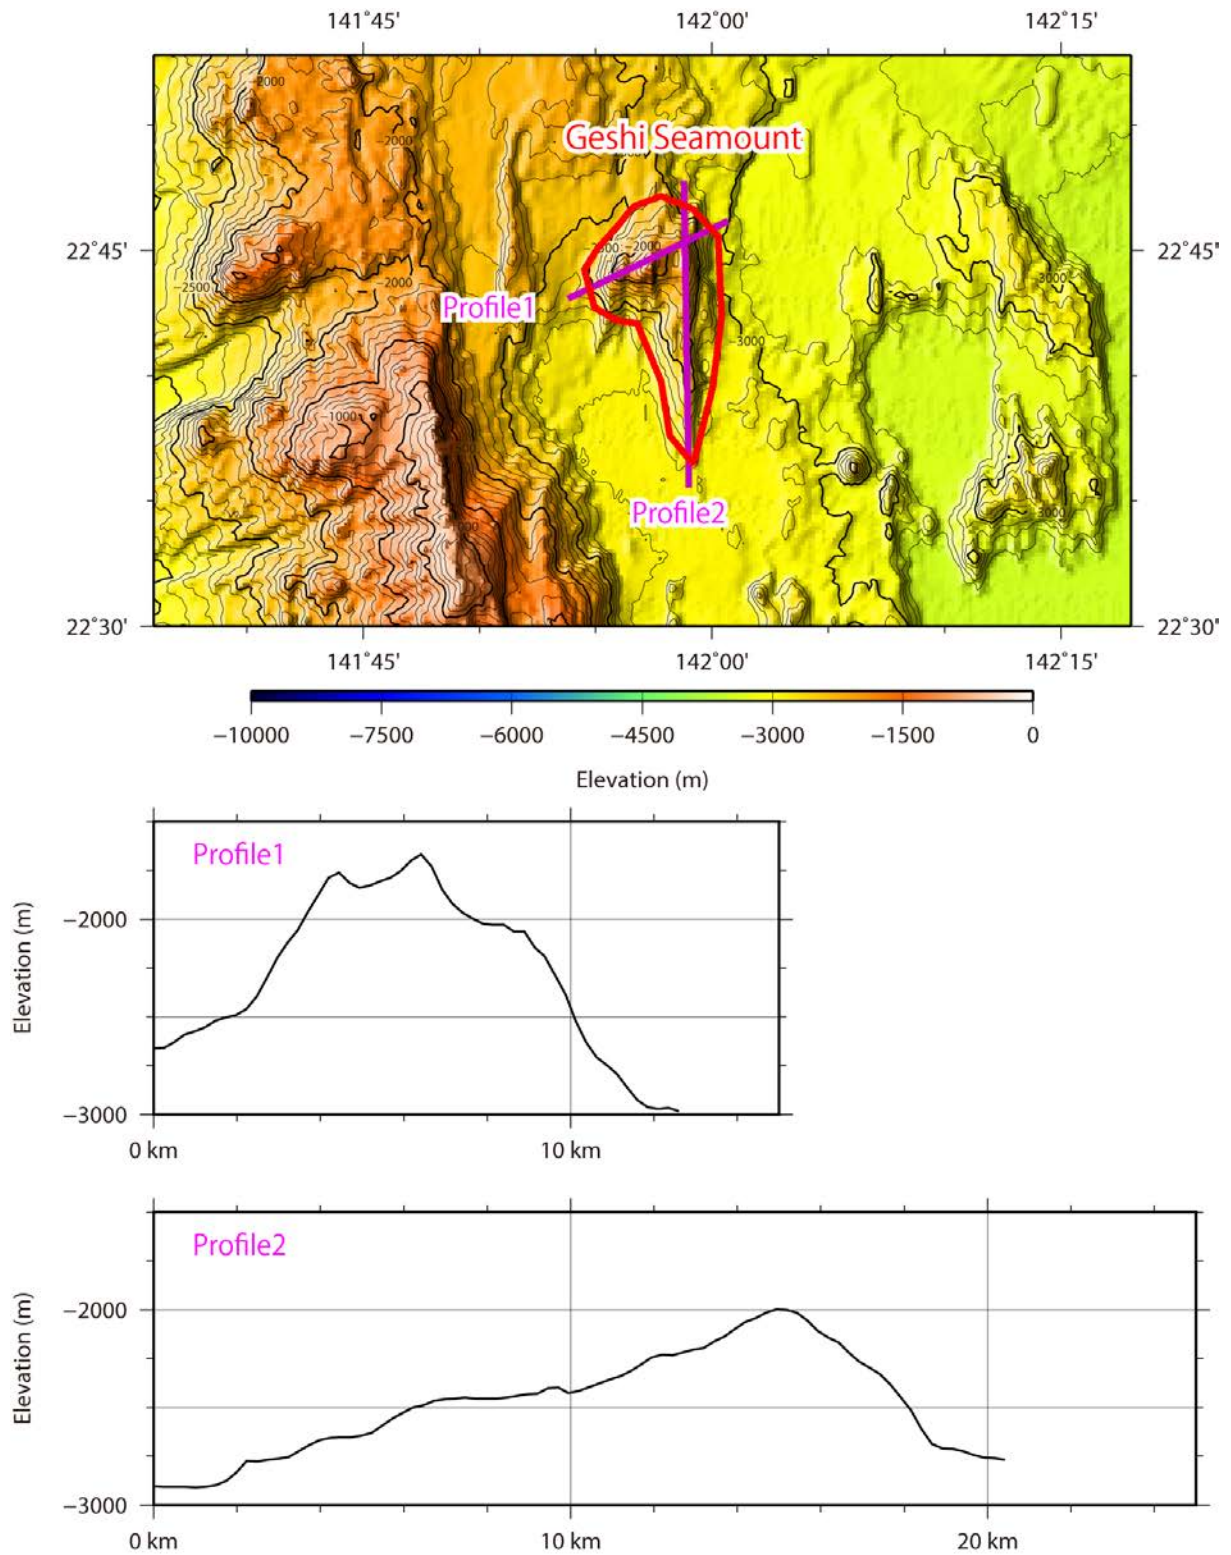 141˚45' 142˚00' 142˚15'
−2000
−2000
Geshi Seamount
22˚45' 22˚45'
−2000
−2500 −2000 −3000
Profile1
−3000
−1000
Profile2
−3000
22˚30' 22˚30'
141˚45' 142˚00' 142˚15'
−10000 −7500 −6000 −4500 −3000 −1500 0
Elevation (m)
Profile1
−2000
Elevation (m)
−3000
0 km 10 km
Profile2
−2000
Elevation (m)
−3000
0 km 10 km 20 km